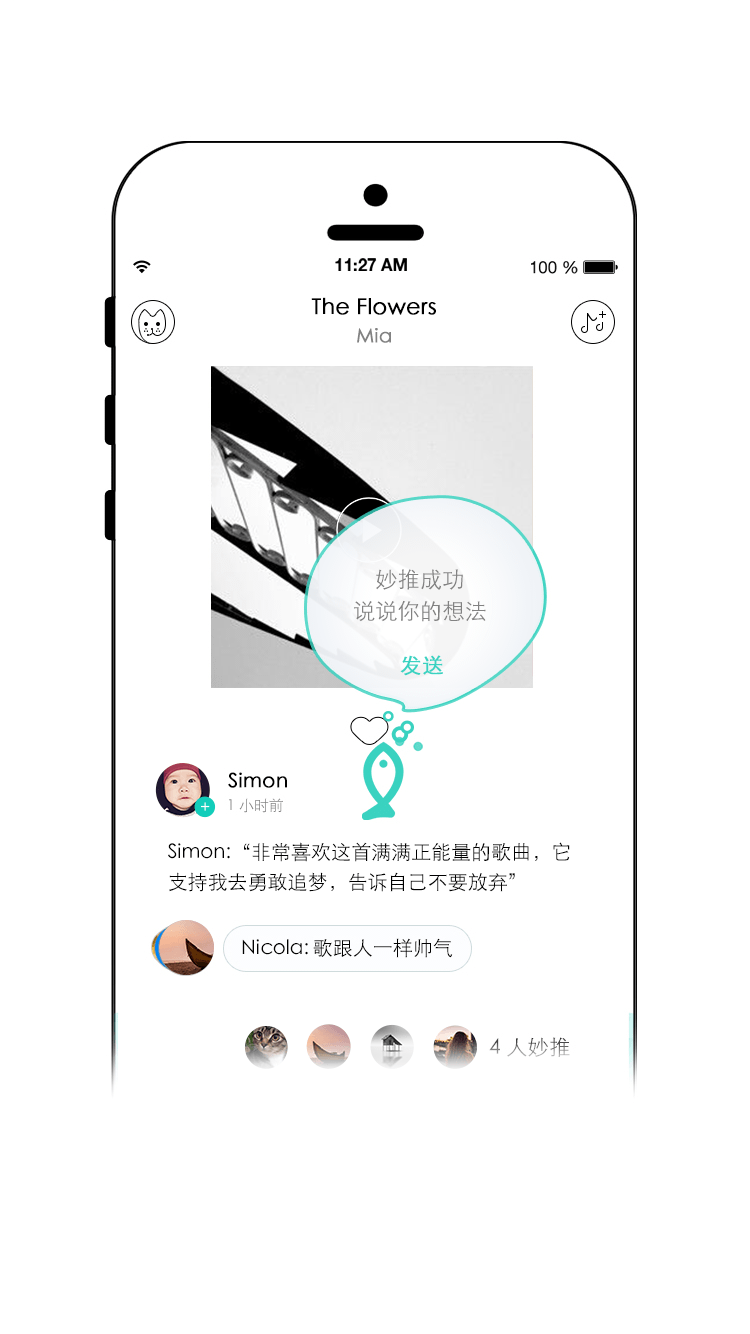 11:27 AM
100 %
The Flowers
Mia
妙推成功
说说你的想法
发送
Simon
1 小时前
Simon:“非常喜欢这首满满正能量的歌曲，它
支持我去勇敢追梦，告诉自己不要放弃”
Nicola: 歌跟人一样帅气
4 人妙推